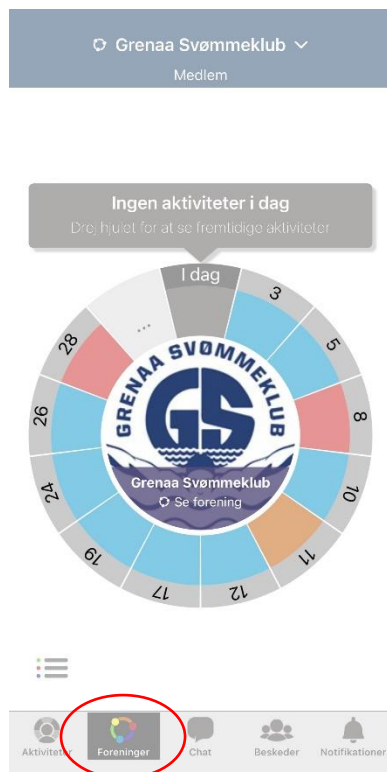 Grenaa Svømmeklub
Medlem
Ingen aktiviteter i dag
Drej hjulet for at se fremtidige aktiviteter
I dag
3
5
8
10
11
12
17
19
24
26
28
...
GRENAA SVØMMEKLUB
GS
Grenaa Svømmeklub
Se forening
Aktiviteter
Foreninger
Chat
Beskeder
Notifikationer